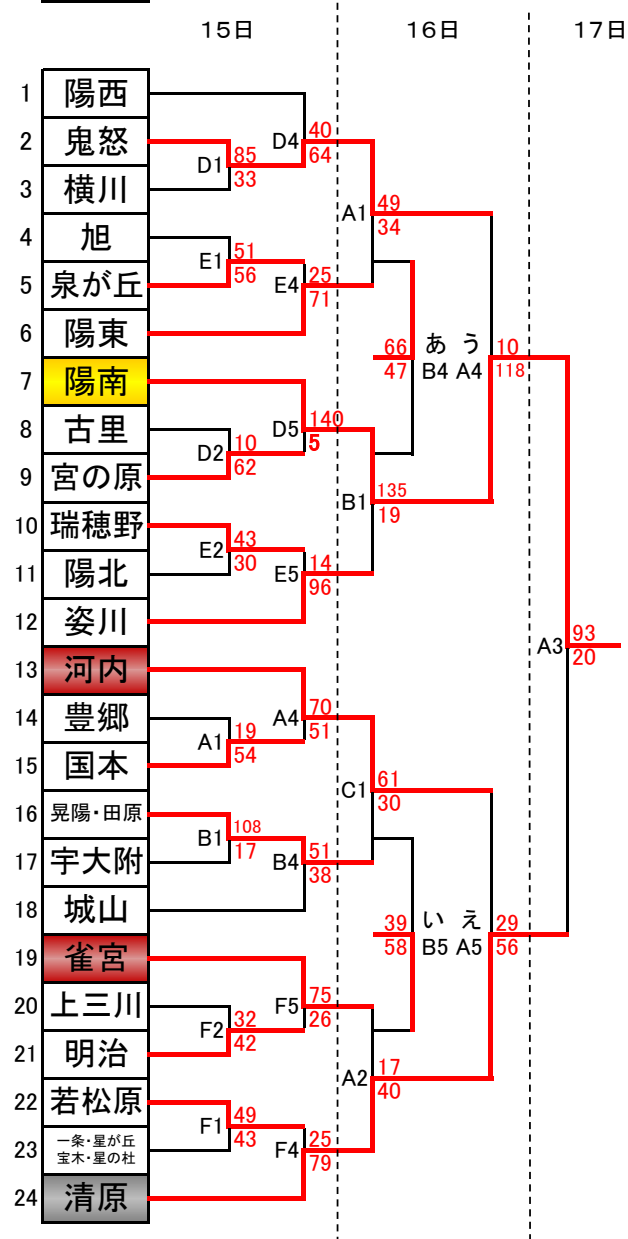 15日 16日 17日
1 陽西
2 鬼怒
3 横川
4 旭
5 泉が丘
6 陽東
7 陽南
8 古里
9 宮の原
10 瑞穂野
11 陽北
12 姿川
13 河内
14 豊郷
15 国本
16 晃陽・田原
17 宇大附
18 城山
19 雀宮
20 上三川
21 明治
22 若松原
23 一条・星が丘
宝木・星の杜
24 清原
D1 85
33
E1 51
56
D2 10
62
E2 43
30
A1 19
54
B1 108
17
F2 32
42
F1 49
43
D4 40
64
E4 25
71
D5 140
5
E5 14
96
A4 70
51
B4 51
38
F5 75
26
F4 25
79
A1 49
34
B1 135
19
C1 61
30
A2 17
40
66
47
あ う
B4 A4
10
118
39
58
い え
B5 A5
29
56
A3 93
20